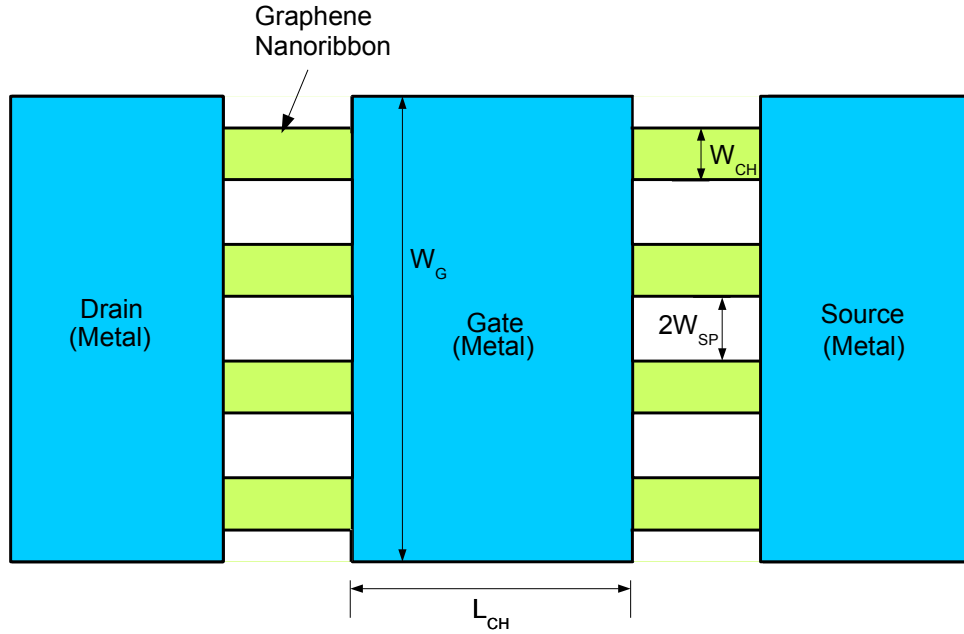 Graphene
Nanoribbon
W_CH
W_G
Drain
(Metal)
Gate
(Metal)
2W_SP
Source
(Metal)
L_CH